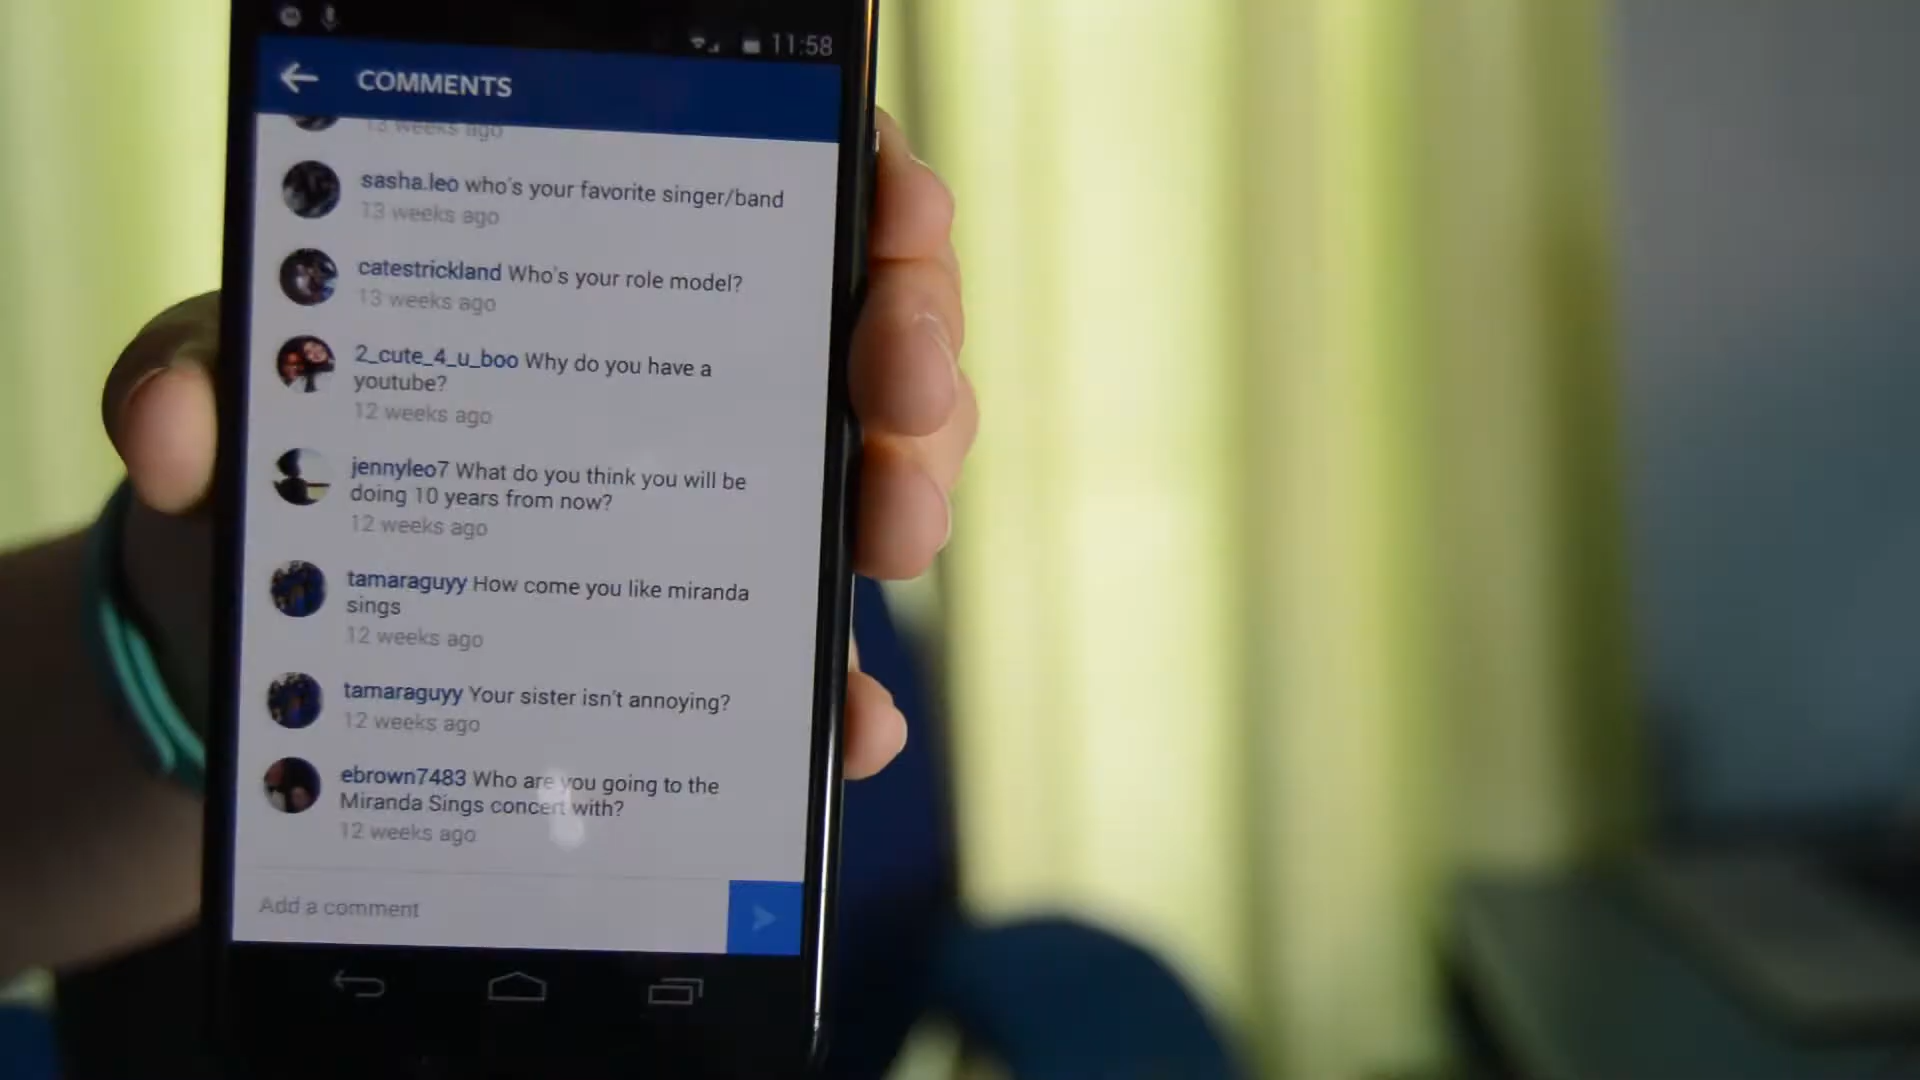 11:58
COMMENTS
13 weeks ago
sasha.leo who's your favorite singer/band
13 weeks ago
catestrickland Who's your role model?
13 weeks ago
2_cute_4_u_boo Why do you have a
youtube?
12 weeks ago
jennyleo7 What do you think you will be
doing 10 years from now?
12 weeks ago
tamaraguyy How come you like miranda
sings
12 weeks ago
tamaraguyy Your sister isn't annoying?
12 weeks ago
ebrown7483 Who are you going to the
Miranda Sings concert with?
12 weeks ago
Add a comment